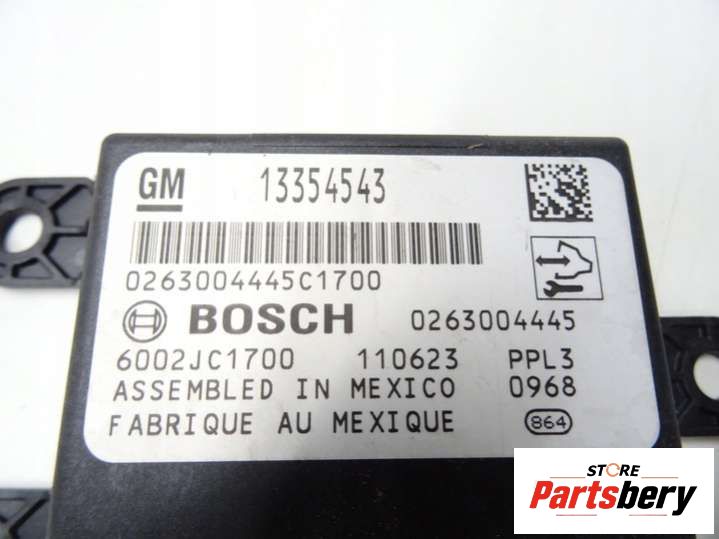 GM 13354543
0263004445C1700
BOSCH 0263004445
6002JC1700 110623 PPL3
ASSEMBLED IN MEXICO 0968
FABRIQUE AU MEXIQUE 864
STORE
Partsbery